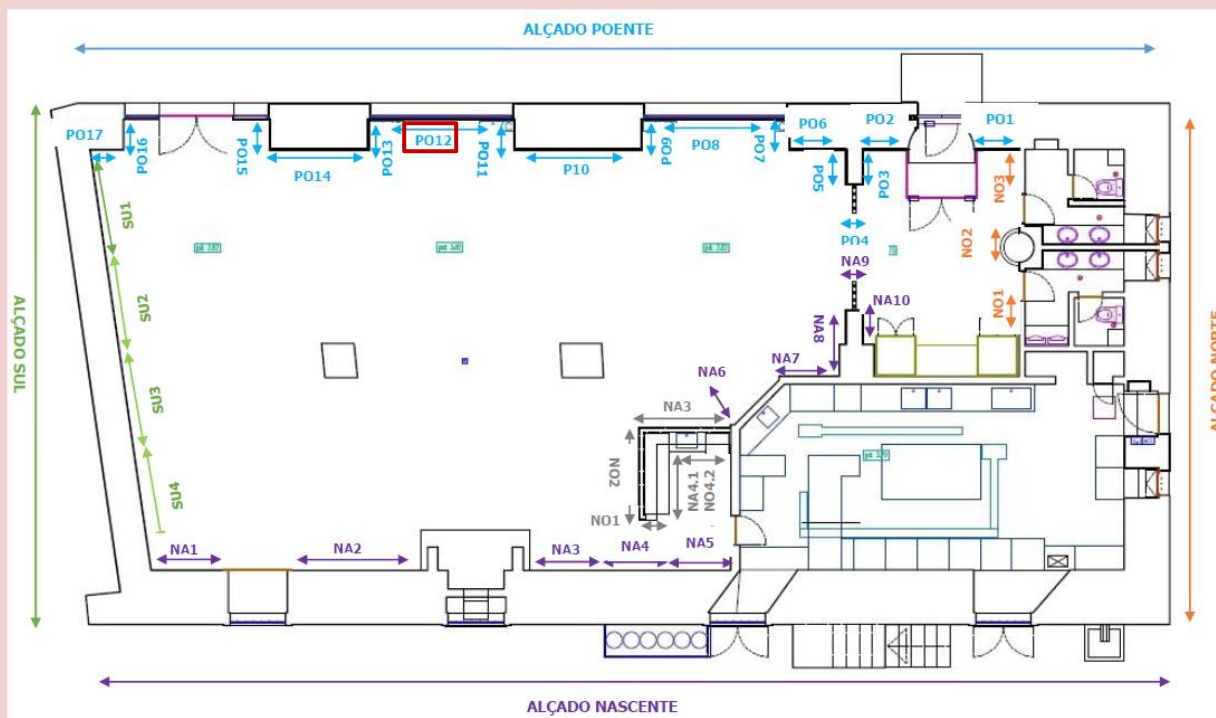 ALÇADO POENTE
PO17
PO16
PO15
PO14
PO13
PO12
PO11
P10
PO9
PO8
PO7
PO6
PO2
PO1
PO5
PO3
NO3
SU1
PO4
NO2
NA9
SU2
NA10
NO1
ALÇADO SUL
ALÇADO NORTE
NA8
NA7
SU3
NA6
NA3
NO2
NA4.1
NO4.2
SU4
NO1
NA1
NA2
NA3
NA4
NA5
ALÇADO NASCENTE